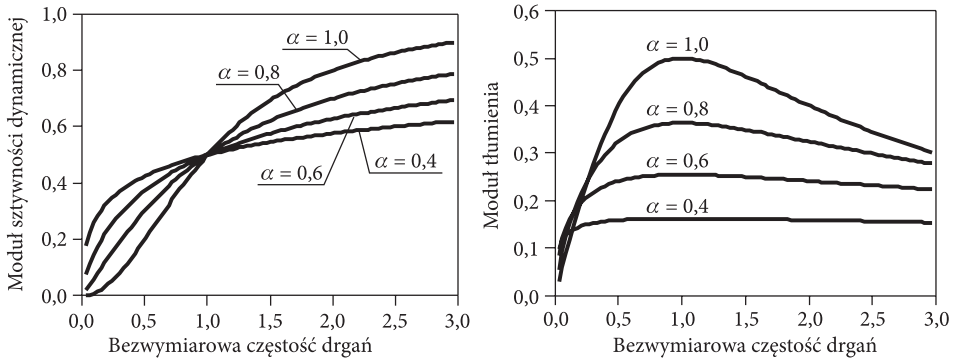 Moduł sztywności dynamicznej
1,0
0,8
0,6
0,4
0,2
0,0
α = 1,0
α = 0,8
α = 0,6
α = 0,4
0,0 0,5 1,0 1,5 2,0 2,5 3,0
Bezwymiarowa częstość drgań
Moduł tłumienia
0,6
0,5
0,4
0,3
0,2
0,1
0,0
α = 1,0
α = 0,8
α = 0,6
α = 0,4
0,0 0,5 1,0 1,5 2,0 2,5 3,0
Bezwymiarowa częstość drgań